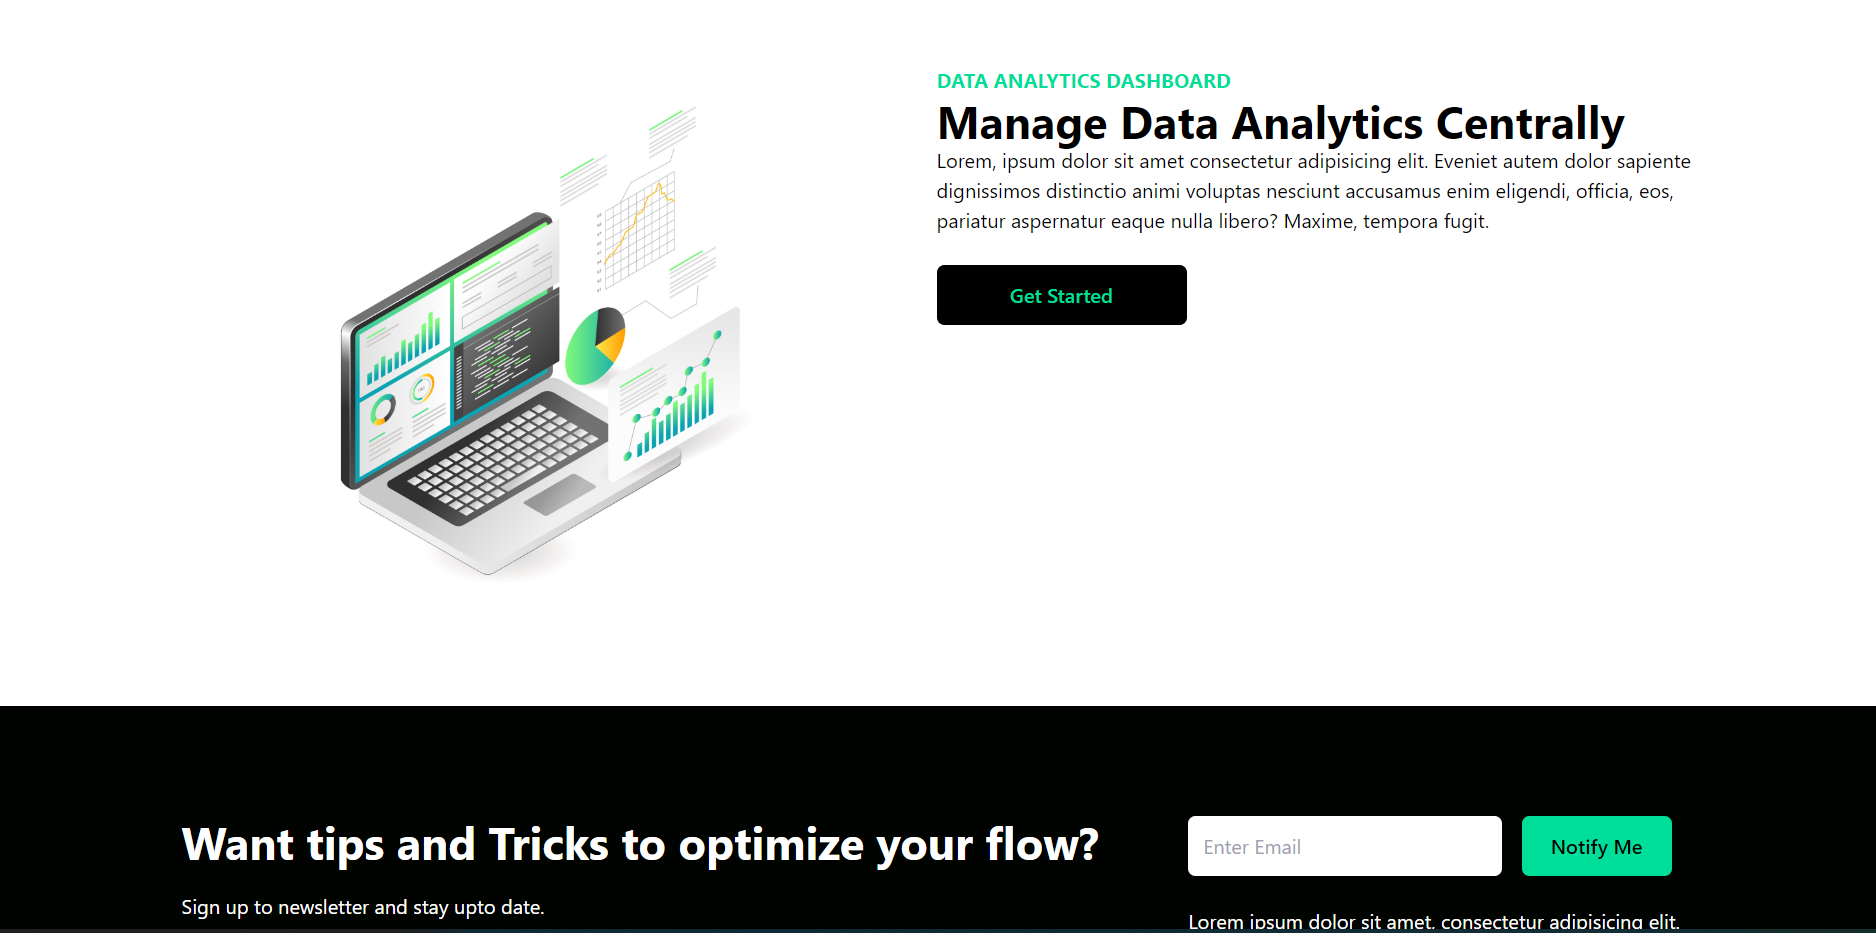 DATA ANALYTICS DASHBOARD
Manage Data Analytics Centrally
Lorem, ipsum dolor sit amet consectetur adipisicing elit. Eveniet autem dolor sapiente
dignissimos distinctio animi voluptas nesciunt accusamus enim eligendi, officia, eos,
pariatur aspernatur eaque nulla libero? Maxime, tempora fugit.
Get Started
Want tips and Tricks to optimize your flow?
Enter Email
Notify Me
Sign up to newsletter and stay upto date.
Lorem ipsum dolor sit amet, consectetur adipisicing elit.